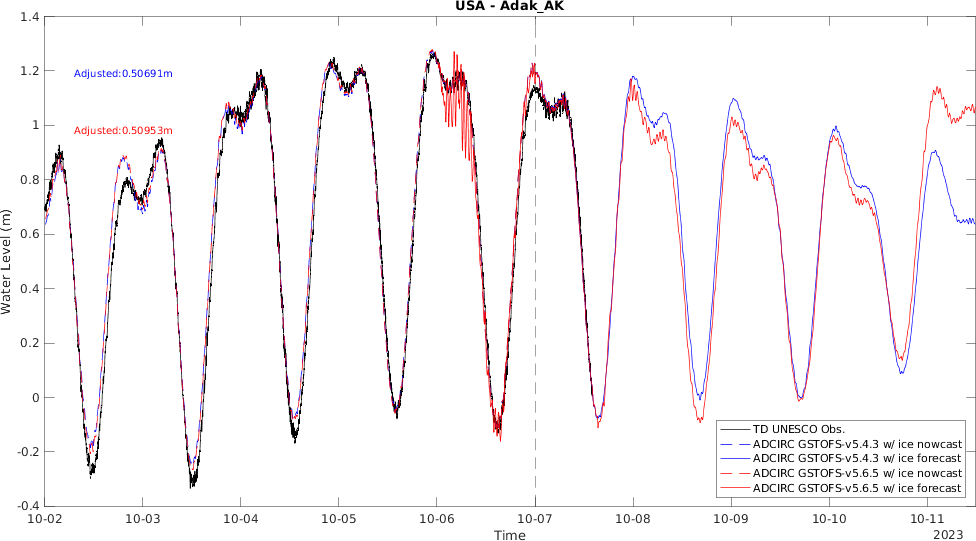 USA - Adak_AK
1.4
1.2
1
0.8
0.6
0.4
0.2
0
-0.2
-0.4
Water Level (m)
Adjusted:0.50691m
Adjusted:0.50953m
TD UNESCO Obs.
ADCIRC GSTOFS-v5.4.3 w/ ice nowcast
ADCIRC GSTOFS-v5.4.3 w/ ice forecast
ADCIRC GSTOFS-v5.6.5 w/ ice nowcast
ADCIRC GSTOFS-v5.6.5 w/ ice forecast
10-02 10-03 10-04 10-05 10-06 10-07 10-08 10-09 10-10 10-11
Time
2023